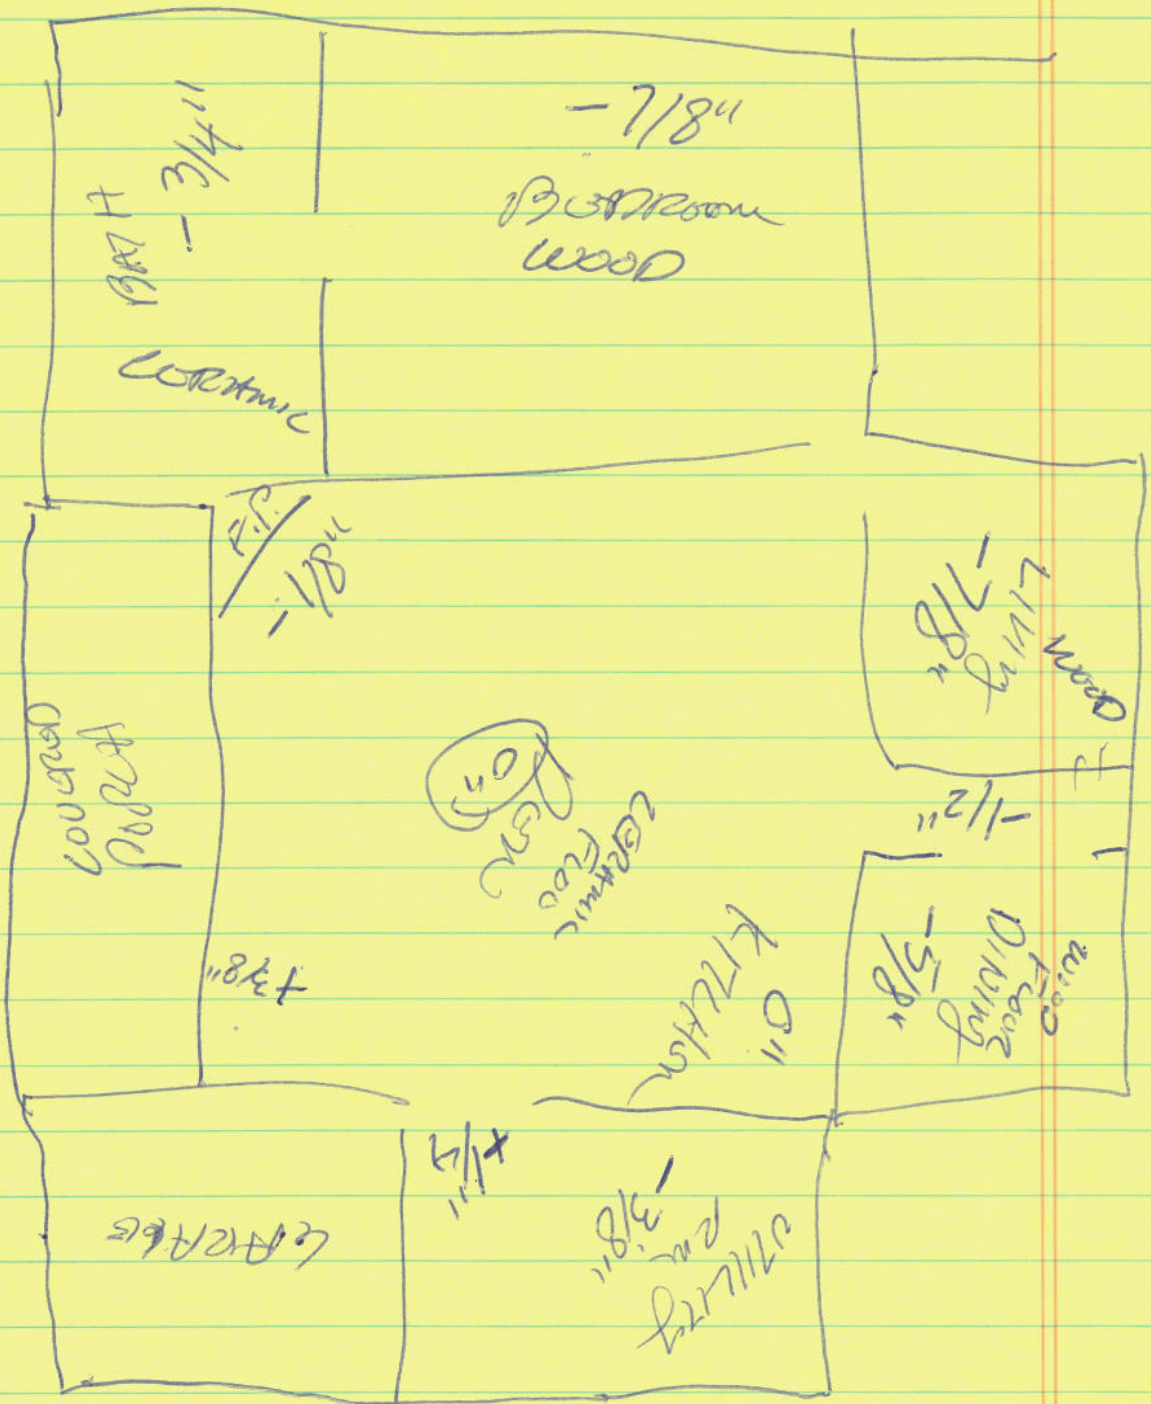 BATH
- 3/4"
CERAMIC
- 7/8"
BEDROOM
WOOD
F.P.
- 1/8"
COVERED
PORCH
+3/8"
0"
CERAMIC
KITCHEN
0"
WOOD
LIVING
- 7/8"
- 1/2"
WOOD
FLOOR
DINING
- 5/8"
GARAGE
+1/4"
UTILITY
RM
- 3/8"